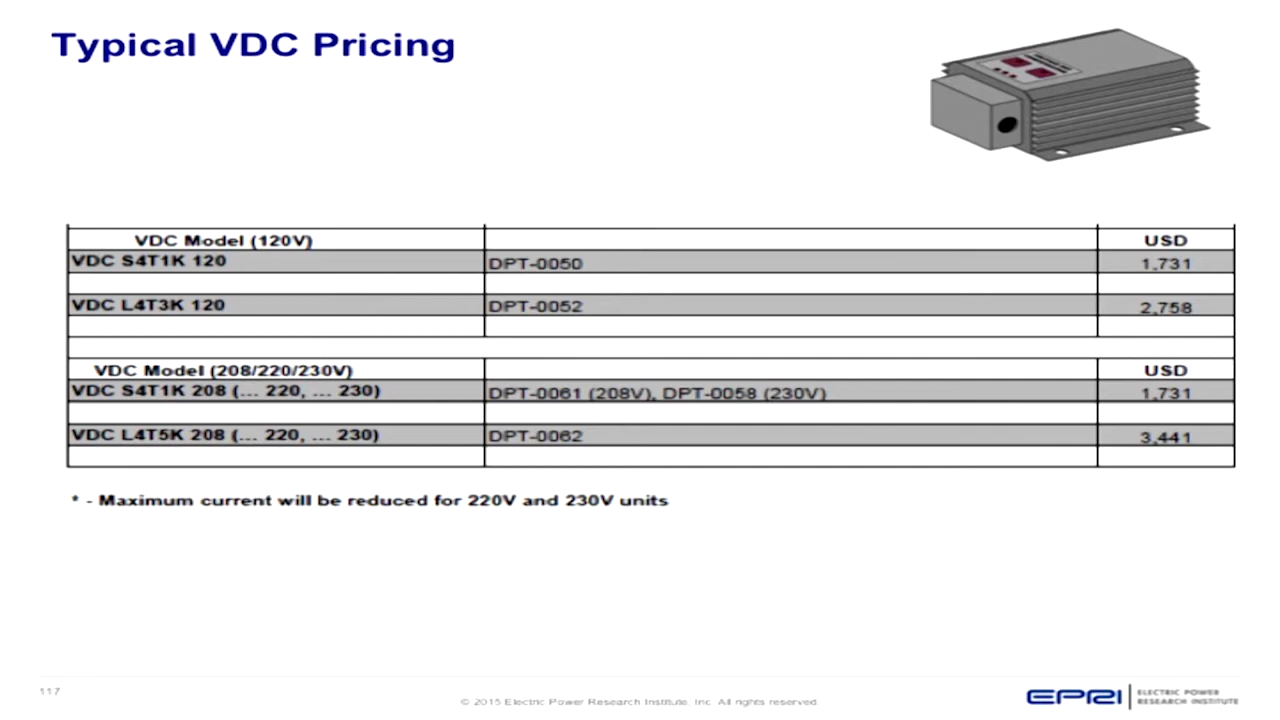 Typical VDC Pricing
VDC Model (120V) USD
VDC S4T1K 120 DPT-0050 1,731
VDC L4T3K 120 DPT-0052 2,758
VDC Model (208/220/230V) USD
VDC S4T1K 208 (... 220, ... 230) DPT-0061 (208V), DPT-0058 (230V) 1,731
VDC L4T5K 208 (... 220, ... 230) DPT-0062 3,441
* - Maximum current will be reduced for 220V and 230V units
117
© 2015 Electric Power Research Institute, Inc. All rights reserved.
EPRI ELECTRIC POWER
RESEARCH INSTITUTE